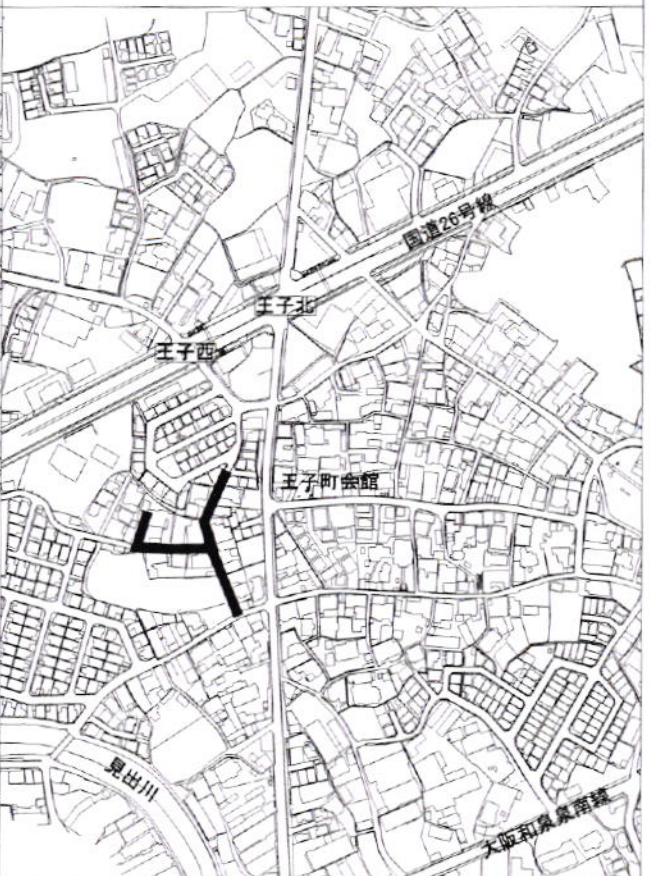 国道26号線
王子北
王子西
王子町会館
見出川
大阪和泉泉南線